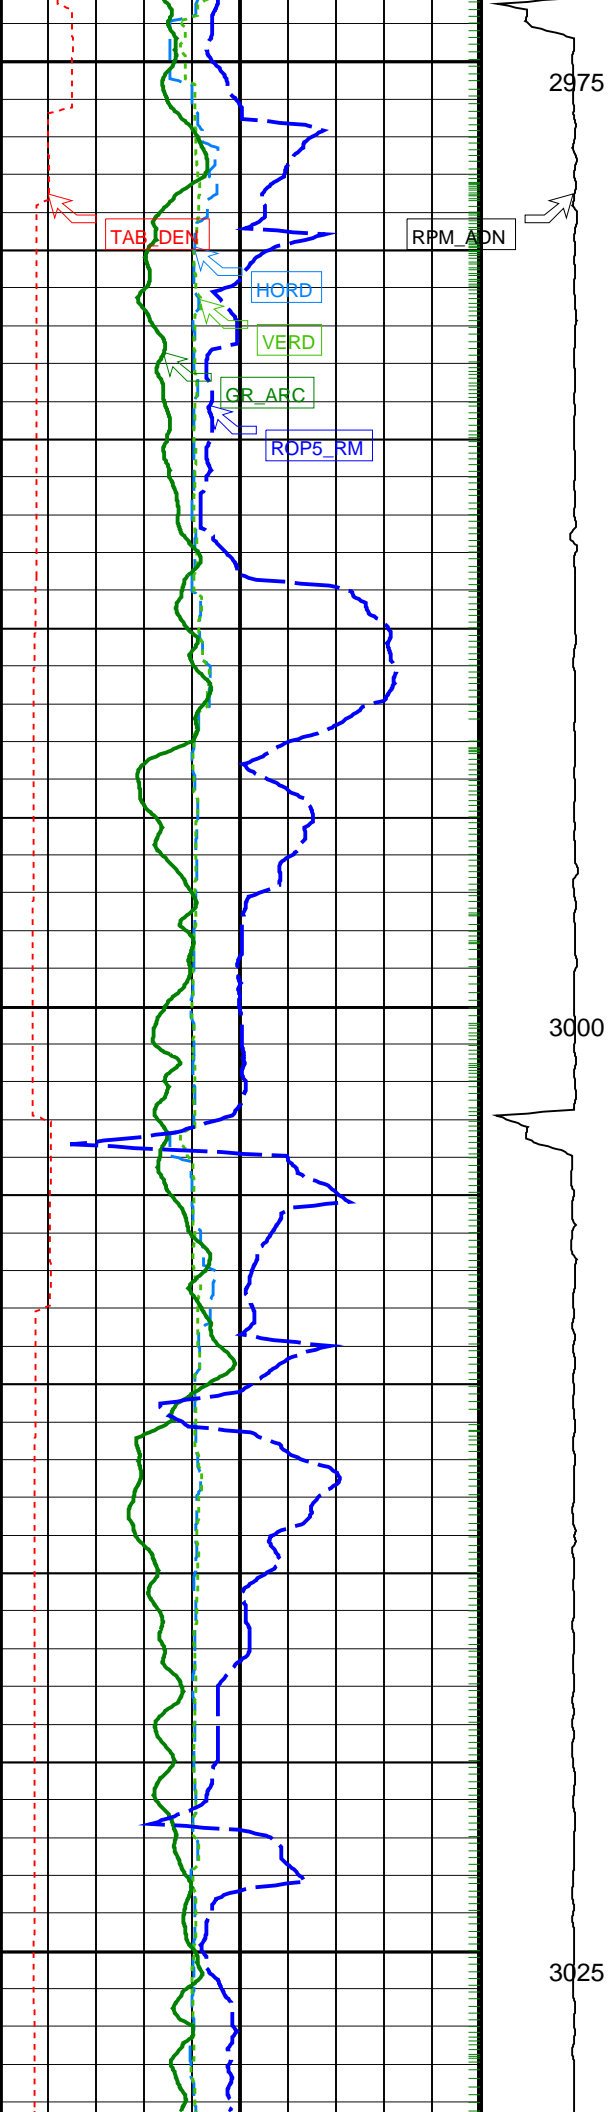 2975
TAB_DEN
RPM_ADN
HORD
VERD
GR_ARC
ROP5_RM
3000
3025